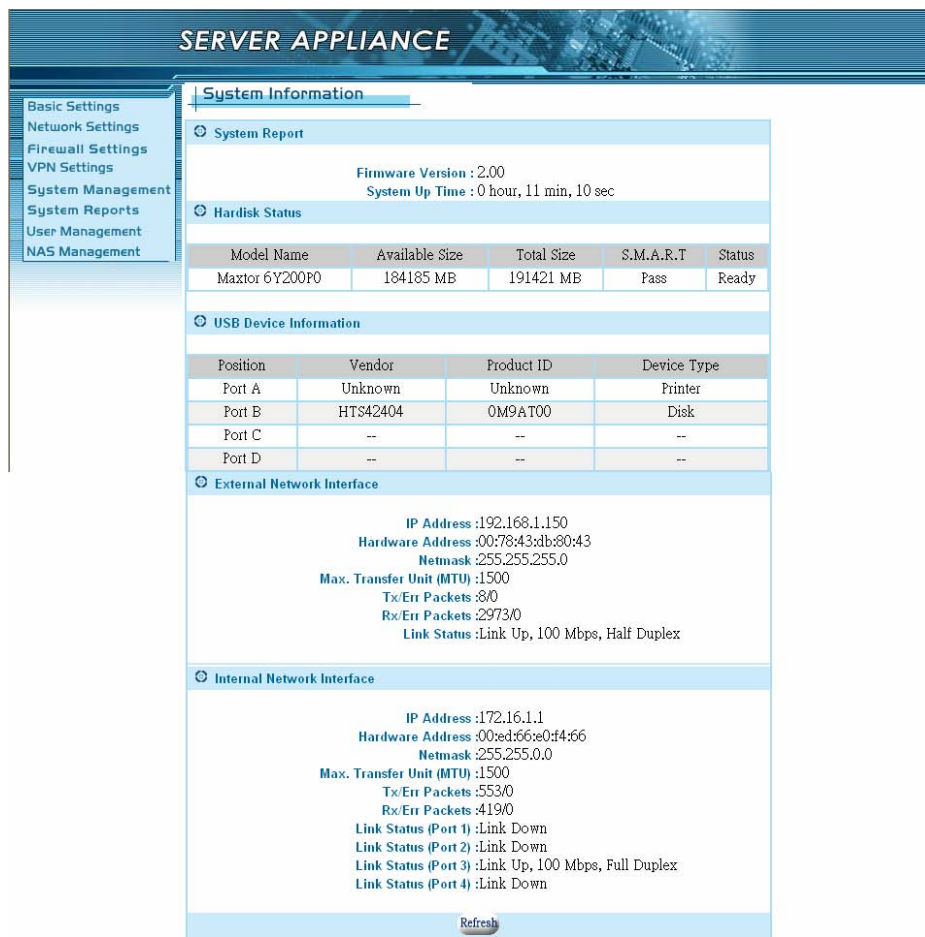 SERVER APPLIANCE
Basic Settings
Network Settings
Firewall Settings
VPN Settings
System Management
System Reports
User Management
NAS Management
System Information
System Report
Firmware Version : 2.00
System Up Time : 0 hour, 11 min, 10 sec
Hardisk Status
Model Name Available Size Total Size S.M.A.R.T Status
Maxtor 6Y200P0 184185 MB 191421 MB Pass Ready
USB Device Information
Position Vendor Product ID Device Type
Port A Unknown Unknown Printer
Port B HTS42404 0M9AT00 Disk
Port C -- -- --
Port D -- -- --
External Network Interface
IP Address :192.168.1.150
Hardware Address :00:78:43:db:80:43
Netmask :255.255.255.0
Max. Transfer Unit (MTU) :1500
Tx/Err Packets :8/0
Rx/Err Packets :2973/0
Link Status :Link Up, 100 Mbps, Half Duplex
Internal Network Interface
IP Address :172.16.1.1
Hardware Address :00:ed:66:e0:f4:66
Netmask :255.255.0.0
Max. Transfer Unit (MTU) :1500
Tx/Err Packets :553/0
Rx/Err Packets :419/0
Link Status (Port 1) :Link Down
Link Status (Port 2) :Link Down
Link Status (Port 3) :Link Up, 100 Mbps, Full Duplex
Link Status (Port 4) :Link Down
Refresh